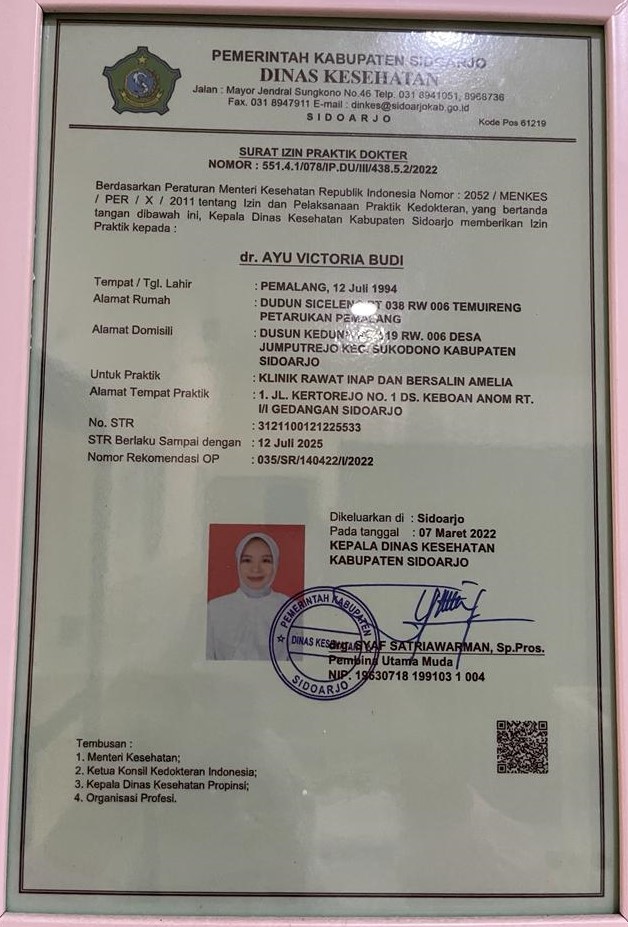 PEMERINTAH KABUPATEN SIDOARJO
DINAS KESEHATAN
Jalan : Mayor Jendral Sungkono No.46 Telp. 031 8941051, 8968736
Fax. 031 8947911 E-mail : dinkes@sidoarjokab.go.id
S I D O A R J O
Kode Pos 61219
SURAT IZIN PRAKTIK DOKTER
NOMOR : 551.4.1/078/IP.DU/III/438.5.2/2022
Berdasarkan Peraturan Menteri Kesehatan Republik Indonesia Nomor : 2052 / MENKES
/ PER / X / 2011 tentang Izin dan Pelaksanaan Praktik Kedokteran, yang bertanda
tangan dibawah ini, Kepala Dinas Kesehatan Kabupaten Sidoarjo memberikan Izin
Praktik kepada :
dr. AYU VICTORIA BUDI
Tempat / Tgl. Lahir : PEMALANG, 12 Juli 1994
Alamat Rumah : DUDUN SICELENG RT 038 RW 006 TEMUIRENG
PETARUKAN PEMALANG
Alamat Domisili : DUSUN 19 RW. 006 DESA
JUMPUTREJO KEC. SUKODONO KABUPATEN
SIDOARJO
Untuk Praktik : KLINIK RAWAT INAP DAN BERSALIN AMELIA
Alamat Tempat Praktik : 1. JL. KERTOREJO NO. 1 DS. KEBOAN ANOM RT.
I/I GEDANGAN SIDOARJO
No. STR : 3121100121225533
STR Berlaku Sampai dengan : 12 Juli 2025
Nomor Rekomendasi OP : 035/SR/140422/I/2022
Dikeluarkan di : Sidoarjo
Pada tanggal : 07 Maret 2022
KEPALA DINAS KESEHATAN
KABUPATEN SIDOARJO
PEMERINTAH KABUPATEN
DINAS KESEHATAN
SIDOARJO
drg. SYAF SATRIAWARMAN, Sp.Pros.
Pembina Utama Muda
NIP. 19630718 199103 1 004
Tembusan :
1. Menteri Kesehatan;
2. Ketua Konsil Kedokteran Indonesia;
3. Kepala Dinas Kesehatan Propinsi;
4. Organisasi Profesi.